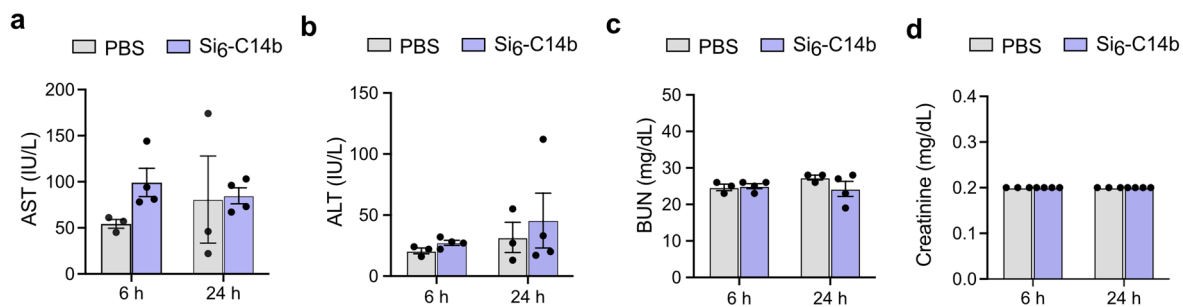 a
PBS Si6-C14b
AST (IU/L)
200
150
100
50
0
6 h 24 h
b
PBS Si6-C14b
ALT (IU/L)
150
100
50
0
6 h 24 h
c
PBS Si6-C14b
BUN (mg/dL)
50
40
30
20
10
0
6 h 24 h
d
PBS Si6-C14b
Creatinine (mg/dL)
0.4
0.3
0.2
0.1
0.0
6 h 24 h